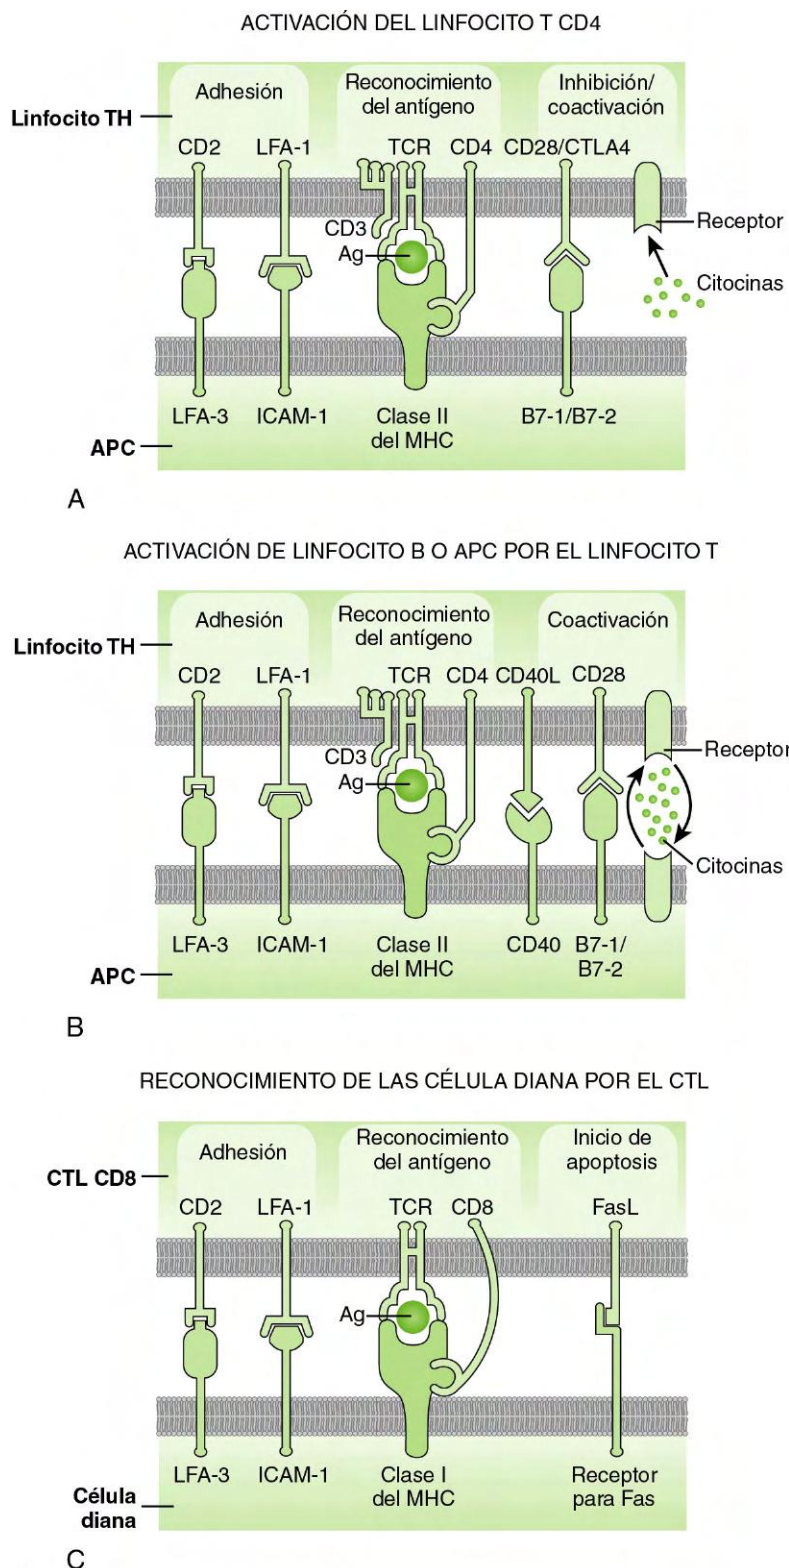 ACTIVACIÓN DEL LINFOCITO T CD4
Adhesión
Reconocimiento
del antígeno
Inhibición/
coactivación
Linfocito TH
CD2
LFA-1
TCR
CD4
CD28/CTLA4
CD3
Ag
Receptor
Citocinas
LFA-3
ICAM-1
Clase II
del MHC
B7-1/B7-2
APC
A
ACTIVACIÓN DE LINFOCITO B O APC POR EL LINFOCITO T
Adhesión
Reconocimiento
del antígeno
Coactivación
Linfocito TH
CD2
LFA-1
TCR
CD4
CD40L
CD28
CD3
Ag
Receptor
Citocinas
LFA-3
ICAM-1
Clase II
del MHC
CD40
B7-1/
B7-2
APC
B
RECONOCIMIENTO DE LAS CÉLULA DIANA POR EL CTL
Adhesión
Reconocimiento
del antígeno
Inicio de
apoptosis
CTL CD8
CD2
LFA-1
TCR
CD8
FasL
Ag
LFA-3
ICAM-1
Clase I
del MHC
Receptor
para Fas
Célula
diana
C